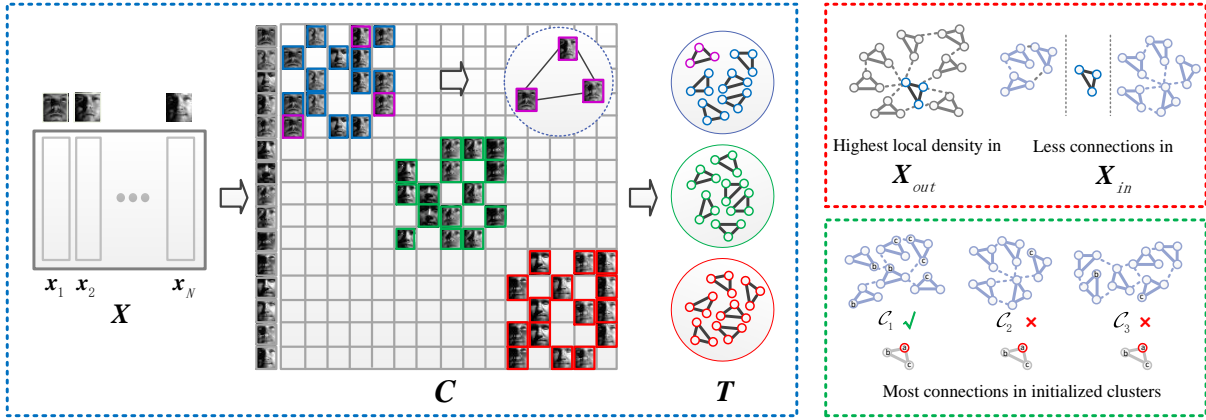 x1 x2 xN
X
C
T
Highest local density in
Xout
Less connections in
Xin
c c
b b c c
b
c
c
b
c
C1 √ C2 × C3 ×
a a a
b b b
c c c
Most connections in initialized clusters